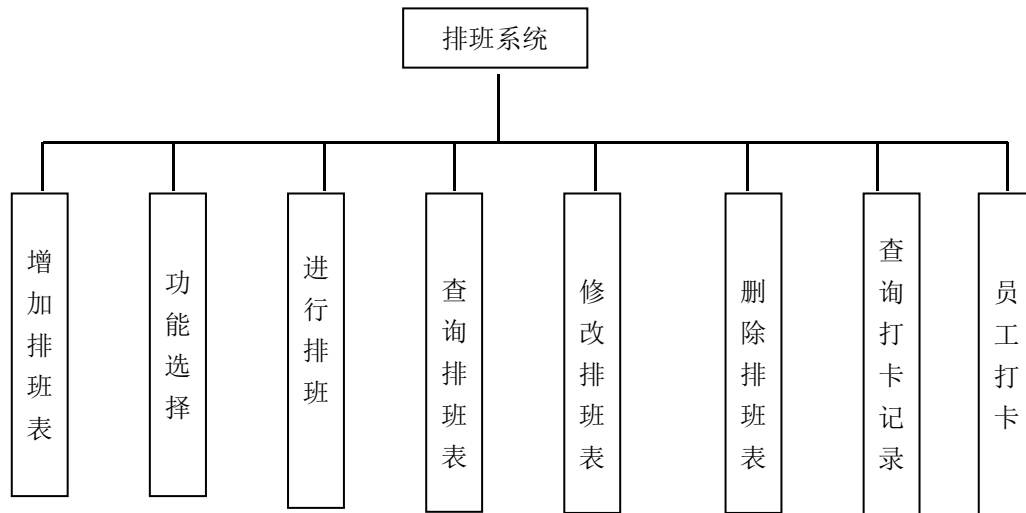 排班系统
增加排班表
功能选择
进行排班
查询排班表
修改排班表
删除排班表
查询打卡记录
员工打卡